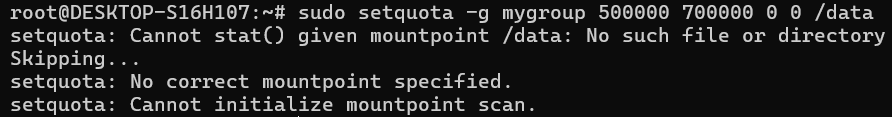 root@DESKTOP-S16H107:~# sudo setquota -g mygroup 500000 700000 0 0 /data
setquota: Cannot stat() given mountpoint /data: No such file or directory
Skipping...
setquota: No correct mountpoint specified.
setquota: Cannot initialize mountpoint scan.